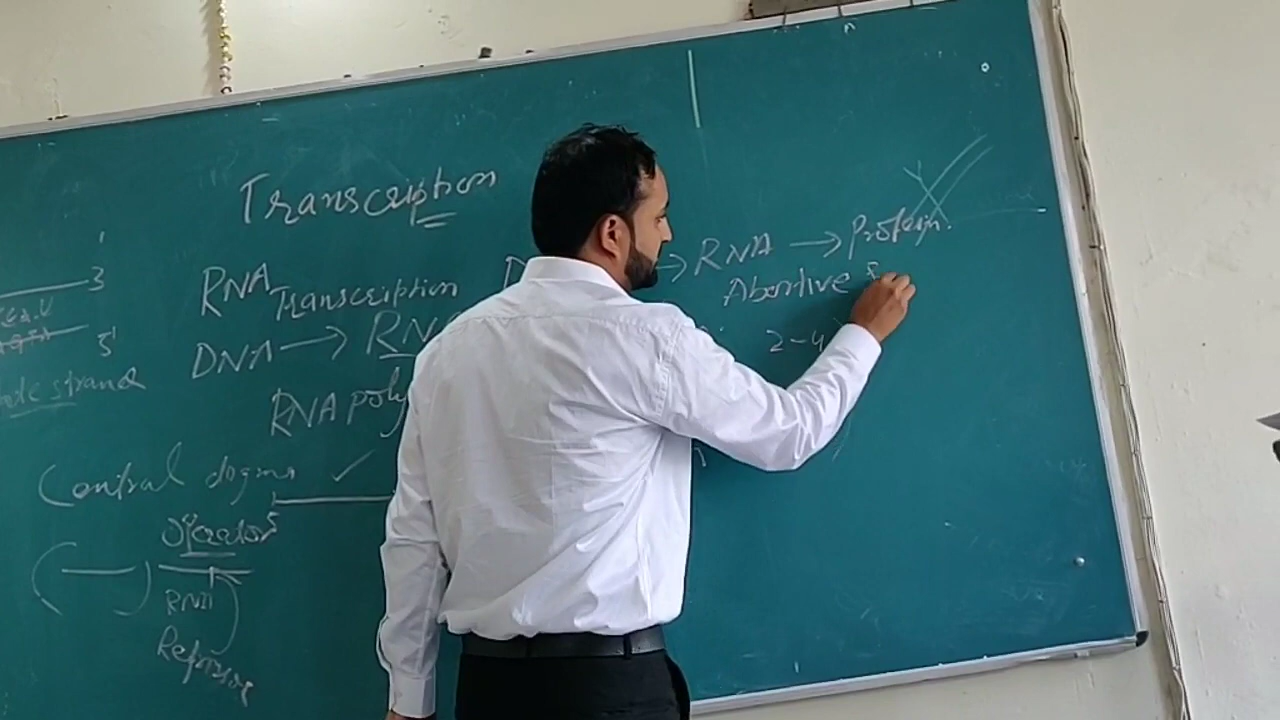 Transcription
3'
5'
strand
RNA
Transcription
DNA → RN
RNA poly
Central dogma ✓
Operator
RNA
Repressor
D → RNA → Protein.
Abortive
2-4